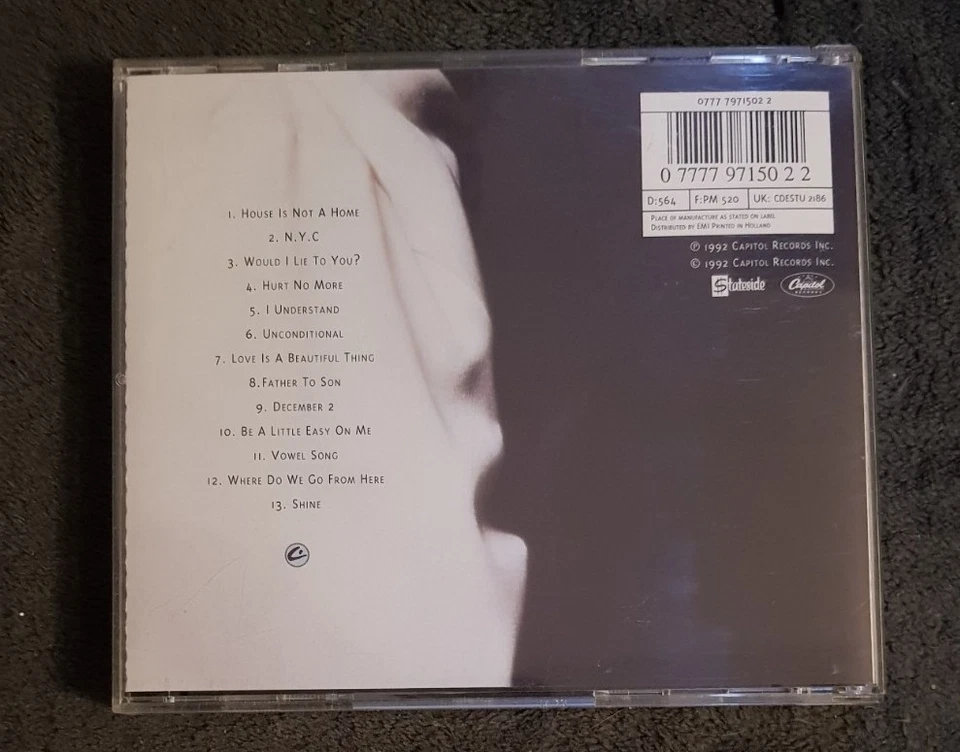 1. House Is Not A Home
2. N.Y.C
3. Would I Lie To You?
4. Hurt No More
5. I Understand
6. Unconditional
7. Love Is A Beautiful Thing
8.Father To Son
9. December 2
10. Be A Little Easy On Me
11. Vowel Song
12. Where Do We Go From Here
13. Shine
0777 7971502 2
0 7777 97150 2 2
D:564 F:PM 520 UK: CDESTU 2186
Place of manufacture as stated on label
Distributed by EMI Printed in Holland
℗ 1992 Capitol Records Inc.
© 1992 Capitol Records Inc.
Stateside Capitol